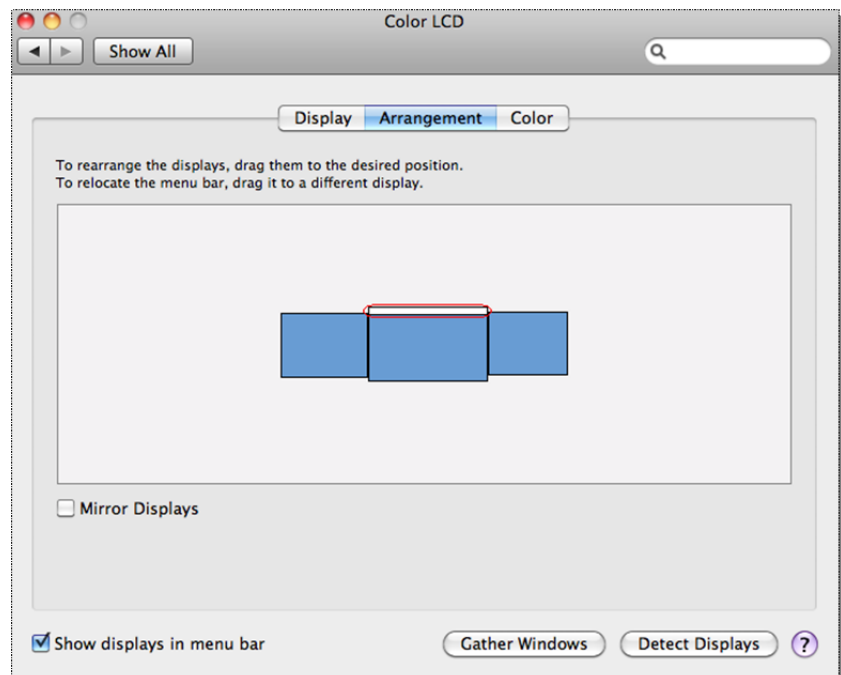 Color LCD
Show All
Display Arrangement Color
To rearrange the displays, drag them to the desired position.
To relocate the menu bar, drag it to a different display.
Mirror Displays
Show displays in menu bar
Gather Windows Detect Displays ?